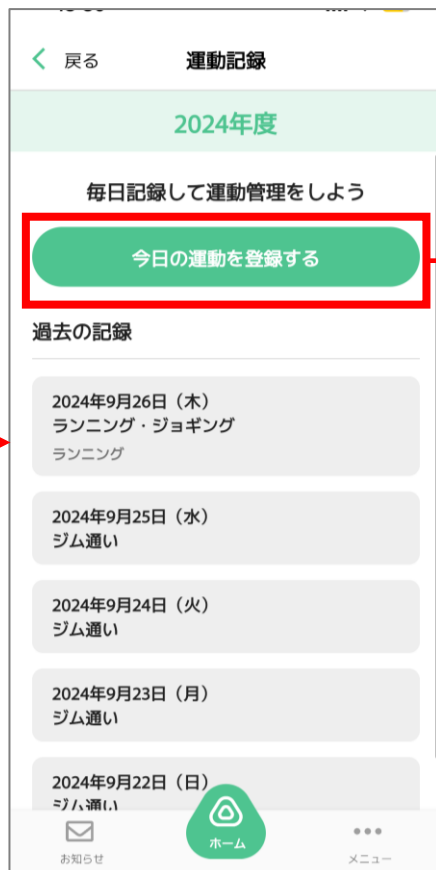 戻る
運動記録
2024年度
毎日記録して運動管理をしよう
今日の運動を登録する
過去の記録
2024年9月26日（木）
ランニング・ジョギング
ランニング
2024年9月25日（水）
ジム通い
2024年9月24日（火）
ジム通い
2024年9月23日（月）
ジム通い
2024年9月22日（日）
ジム通い
お知らせ
ホーム
メニュー